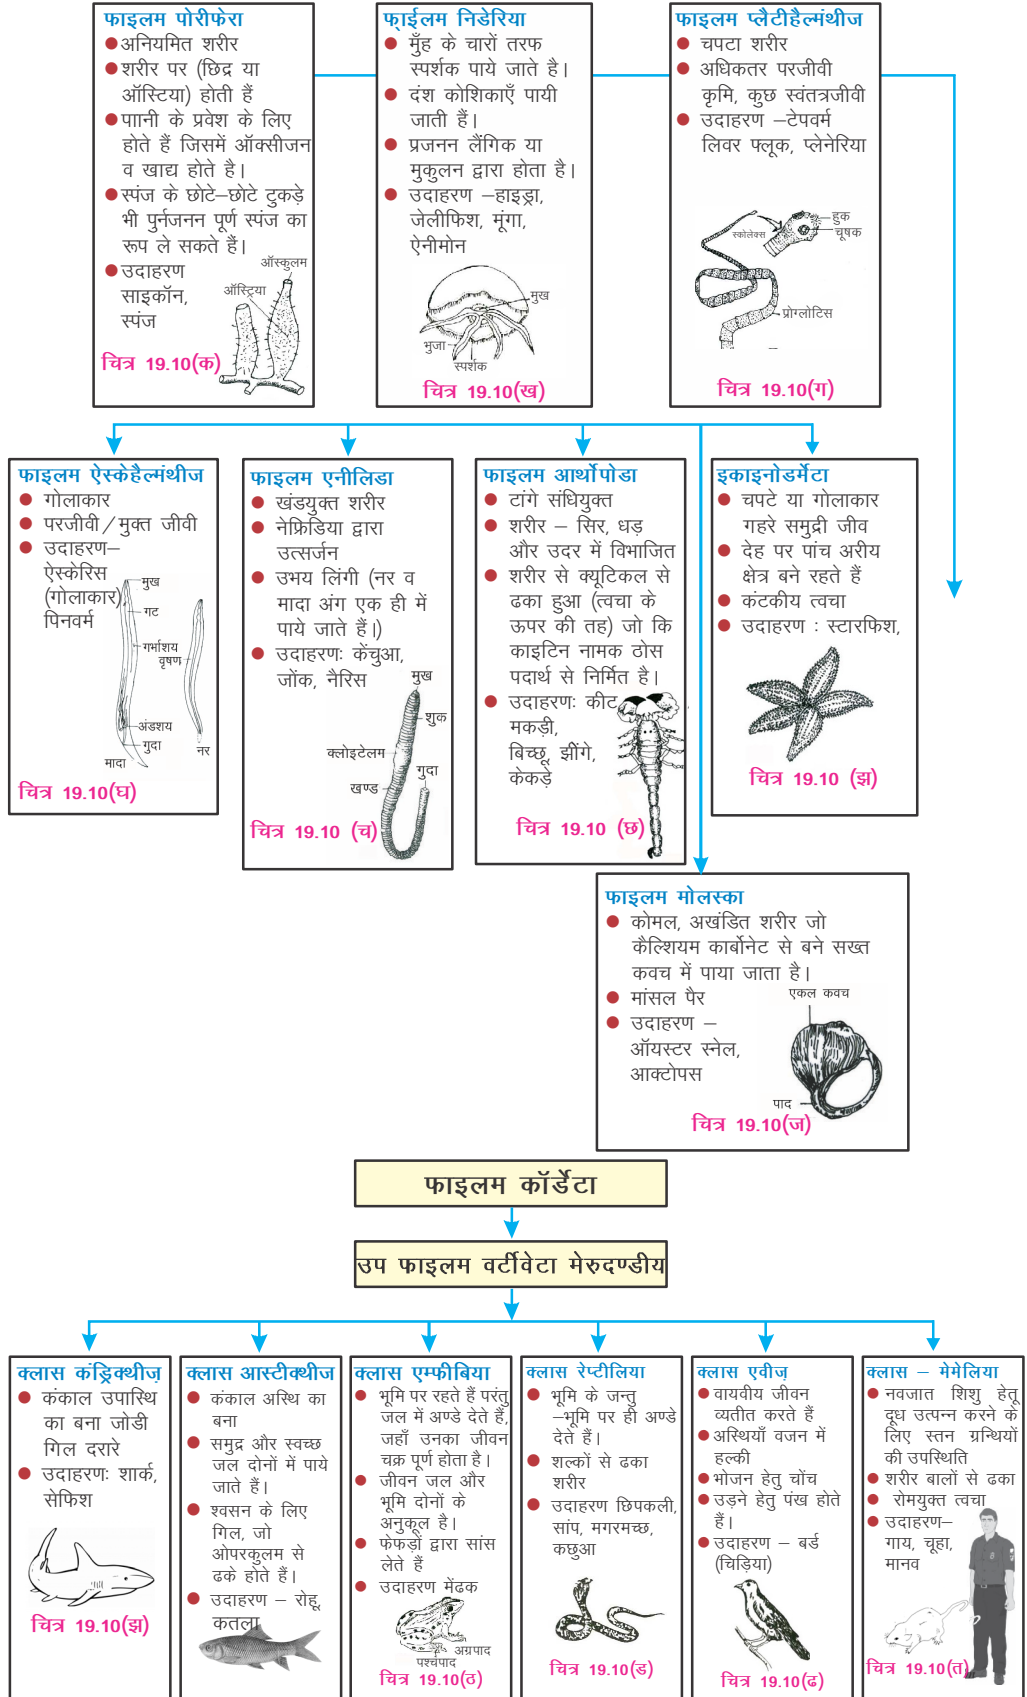 फाइलम पोरीफेरा
●अनियमित शरीर
●शरीर पर (छिद्र या
ऑस्टिया) होती हैं
●पाानी के प्रवेश के लिए
होते हैं जिसमें ऑक्सीजन
व खाद्य होते है।
●स्पंज के छोटे–छोटे टुकड़े
भी पुर्नजनन पूर्ण स्पंज का
रूप ले सकते हैं।
●उदाहरण
साइकॉन,
स्पंज
ऑस्कुलम
ऑस्ट्रिया
चित्र 19.10(क)
फा्ईलम निडेरिया
● मुँह के चारों तरफ
स्पर्शक पाये जाते है।
● दंश कोशिकाएँ पायी
जाती हैं।
● प्रजनन लैंगिक या
मुकुलन द्वारा होता है।
● उदाहरण –हाइड्रा,
जेलीफिश, मूंगा,
ऐनीमोन
मुख
भुजा
स्पर्शक
चित्र 19.10(ख)
फाइलम प्लैटीहैल्मंथीज
● चपटा शरीर
● अधिकतर परजीवी
कृमि, कुछ स्वंतत्रजीवी
● उदाहरण –टेपवर्म
लिवर फ्लूक, प्लेनेरिया
हुक
स्कोलेक्स
चूषक
प्रोग्लोटिस
चित्र 19.10(ग)
फाइलम ऐस्केहैल्मंथीज
● गोलाकार
● परजीवी/मुक्त जीवी
● उदाहरण–
ऐस्केरिस
(गोलाकार)
पिनवर्म
मुख
गट
गर्भाशय
वृषण
अंडशय
गुदा
नर
मादा
चित्र 19.10(घ)
फाइलम एनीलिडा
● खंडयुक्त शरीर
● नेफ्रिडिया द्वारा
उत्सर्जन
● उभय लिंगी (नर व
मादा अंग एक ही में
पाये जाते हैं।)
● उदाहरणः केंचुआ,
जोंक, नैरिस
मुख
शुक
क्लोइटेलम
गुदा
खण्ड
चित्र 19.10 (च)
फाइलम आर्थोपोडा
● टांगे संधियुक्त
● शरीर – सिर, धड़
और उदर में विभाजित
● शरीर से क्यूटिकल से
ढका हुआ (त्वचा के
ऊपर की तह) जो कि
काइटिन नामक ठोस
पदार्थ से निर्मित है।
● उदाहरणः कीट,
मकड़ी,
बिच्छू, झींगे,
केकड़े
चित्र 19.10 (छ)
इकाइनोडर्मेटा
● चपटे या गोलाकार
गहरे समुद्री जीव
● देह पर पांच अरीय
क्षेत्र बने रहते हैं
● कंटकीय त्वचा
● उदाहरण : स्टारफिश,
चित्र 19.10 (झ)
फाइलम मोलस्का
● कोमल, अखंडित शरीर जो
कैल्शियम कार्बोनेट से बने सख्त
कवच में पाया जाता है।
● मांसल पैर
● उदाहरण –
ऑयस्टर स्नेल,
आक्टोपस
एकल कवच
पाद
चित्र 19.10(ज)
फाइलम कॉर्डेटा
उप फाइलम वर्टीवेटा मेरुदण्डीय
क्लास कंड्रिक्थीज़
● कंकाल उपास्थि
का बना जोडी
गिल दरारे
● उदाहरणः शार्क,
सेफिश
चित्र 19.10(झ)
क्लास आस्टीक्थीज
● कंकाल अस्थि का
बना
● समुद्र और स्वच्छ
जल दोनों में पाये
जाते हैं।
● श्वसन के लिए
गिल, जो
ओपरकुलम से
ढके होते हैं।
● उदाहरण – रोहू,
कतला
क्लास एम्फीबिया
● भूमि पर रहते हैं परंतु
जल में अण्डे देते हैं,
जहाँ उनका जीवन
चक्र पूर्ण होता है।
● जीवन जल और
भूमि दोनों के
अनुकूल है।
● फेफड़ों द्वारा सांस
लेते हैं
● उदाहरण मेंढक
अग्रपाद
पश्चपाद
चित्र 19.10(ठ)
क्लास रेप्टीलिया
● भूमि के जन्तु
–भूमि पर ही अण्डे
देते हैं।
● शल्कों से ढका
शरीर
● उदाहरण छिपकली,
सांप, मगरमच्छ,
कछुआ
चित्र 19.10(ड)
क्लास एवीज़
● वायवीय जीवन
व्यतीत करते हैं
●अस्थियाँ वजन में
हल्की
●भोजन हेतु चोंच
●उड़ने हेतु पंख होते
हैं।
●उदाहरण – बर्ड
(चिड़िया)
चित्र 19.10(ढ)
क्लास – मेमेलिया
● नवजात शिशु हेतु
दूध उत्पन्न करने के
लिए स्तन ग्रन्थियों
की उपस्थिति
● शरीर बालों से ढका
● रोमयुक्त त्वचा
● उदाहरण–
गाय, चूहा,
मानव
चित्र 19.10(त)